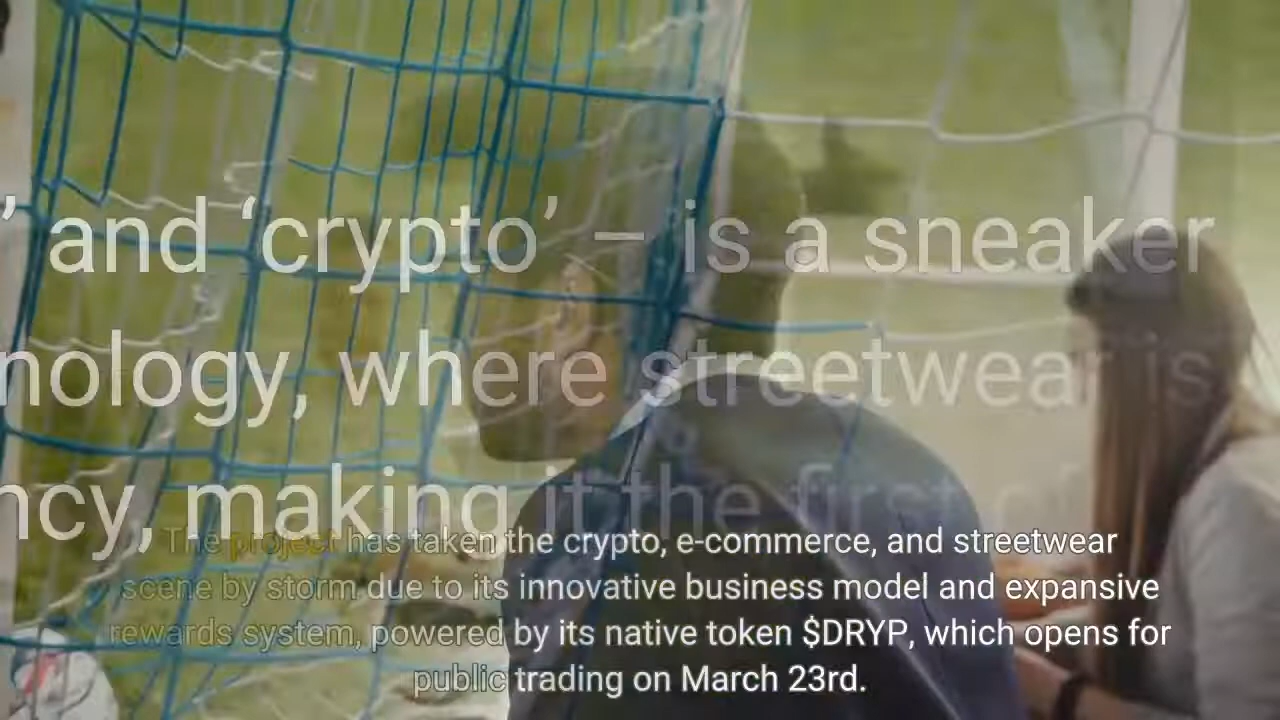 ’ and ‘crypto’ – is a sneaker
nology, where streetwear is
ncy, making it the first of
The project has taken the crypto, e-commerce, and streetwear
scene by storm due to its innovative business model and expansive
rewards system, powered by its native token $DRYP, which opens for
public trading on March 23rd.